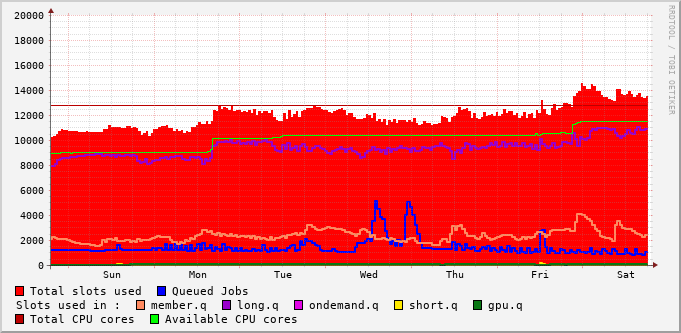 20000
18000
16000
14000
12000
10000
8000
6000
4000
2000
0
Sun Mon Tue Wed Thu Fri Sat
RRDTOOL / TOBI OETIKER
Total slots used Queued Jobs
Slots used in : member.q long.q ondemand.q short.q gpu.q
Total CPU cores Available CPU cores